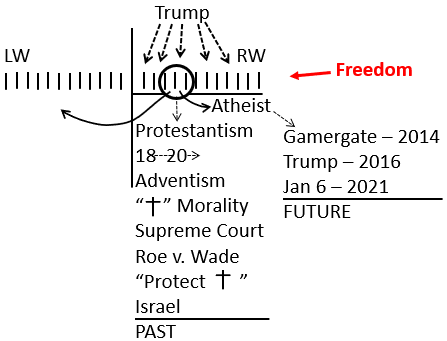 Trump
LW
RW
Freedom
Atheist
Protestantism
18--20->
Adventism
“†” Morality
Supreme Court
Roe v. Wade
“Protect † ”
Israel
PAST
Gamergate – 2014
Trump – 2016
Jan 6 – 2021
FUTURE